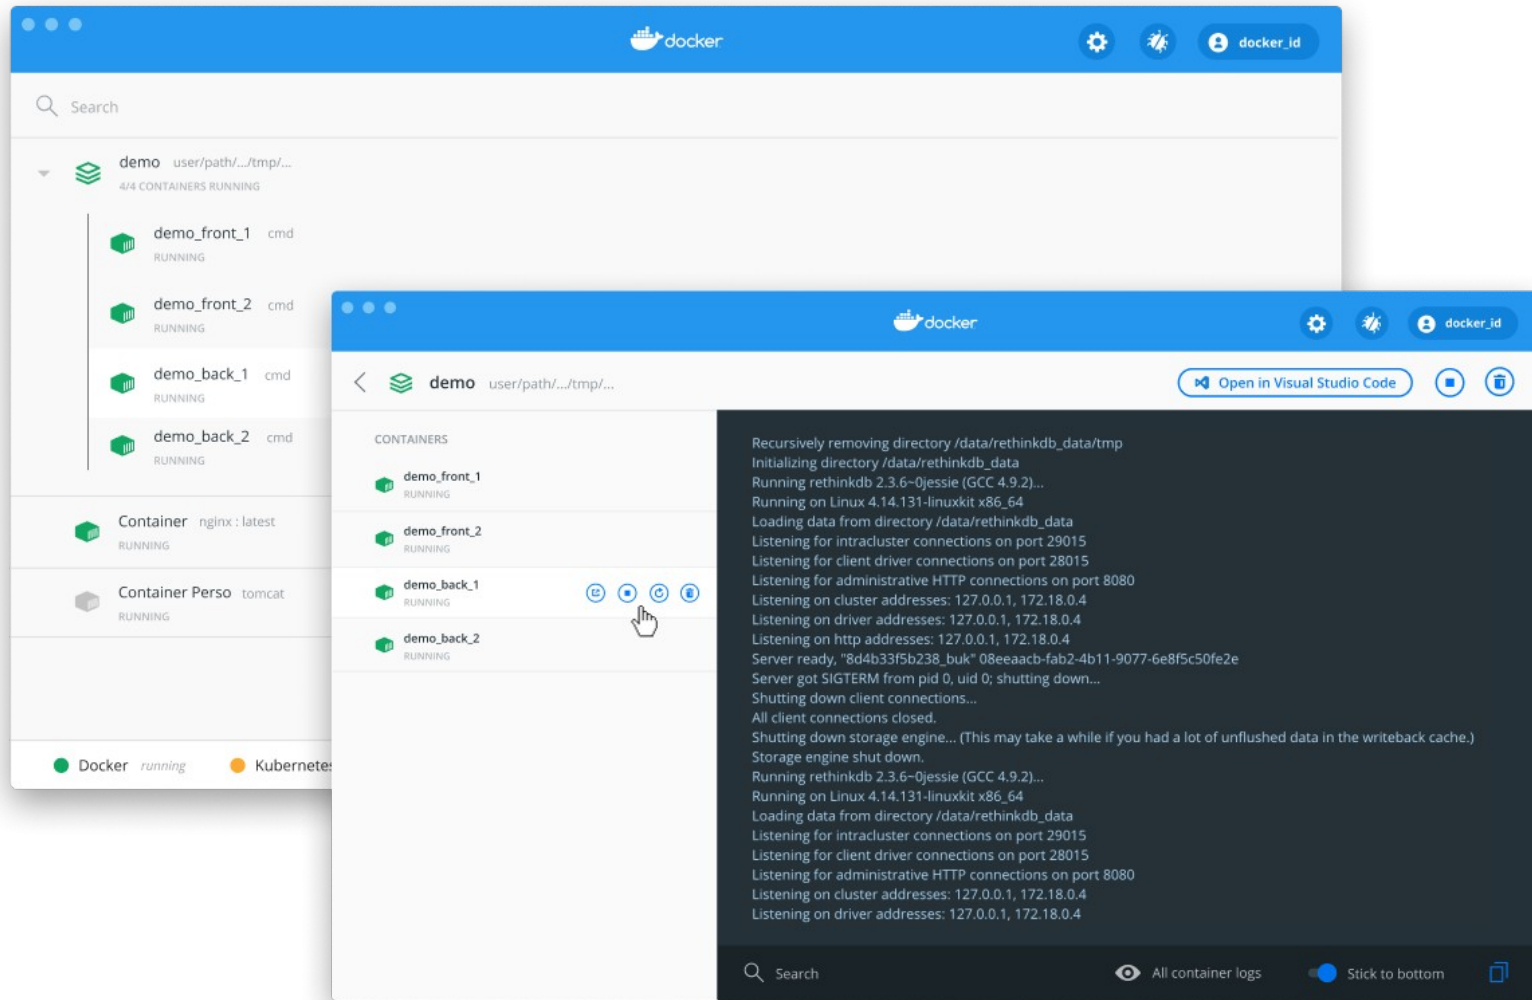 docker
docker_id
Search
demo user/path/.../tmp/...
4/4 CONTAINERS RUNNING
demo_front_1 cmd
RUNNING
demo_front_2 cmd
RUNNING
demo_back_1 cmd
RUNNING
demo_back_2 cmd
RUNNING
Container nginx : latest
RUNNING
Container Perso tomcat
RUNNING
Docker running Kubernetes
docker
docker_id
demo user/path/.../tmp/...
Open in Visual Studio Code
CONTAINERS
demo_front_1
RUNNING
demo_front_2
RUNNING
demo_back_1
RUNNING
demo_back_2
RUNNING
Recursively removing directory /data/rethinkdb_data/tmp
Initializing directory /data/rethinkdb_data
Running rethinkdb 2.3.6~0jessie (GCC 4.9.2)...
Running on Linux 4.14.131-linuxkit x86_64
Loading data from directory /data/rethinkdb_data
Listening for intracluster connections on port 29015
Listening for client driver connections on port 28015
Listening for administrative HTTP connections on port 8080
Listening on cluster addresses: 127.0.0.1, 172.18.0.4
Listening on driver addresses: 127.0.0.1, 172.18.0.4
Listening on http addresses: 127.0.0.1, 172.18.0.4
Server ready, "8d4b33f5b238_buk" 08eeaacb-fab2-4b11-9077-6e8f5c50fe2e
Server got SIGTERM from pid 0, uid 0; shutting down...
Shutting down client connections...
All client connections closed.
Shutting down storage engine... (This may take a while if you had a lot of unflushed data in the writeback cache.)
Storage engine shut down.
Running rethinkdb 2.3.6~0jessie (GCC 4.9.2)...
Running on Linux 4.14.131-linuxkit x86_64
Loading data from directory /data/rethinkdb_data
Listening for intracluster connections on port 29015
Listening for client driver connections on port 28015
Listening for administrative HTTP connections on port 8080
Listening on cluster addresses: 127.0.0.1, 172.18.0.4
Listening on driver addresses: 127.0.0.1, 172.18.0.4
Search
All container logs
Stick to bottom